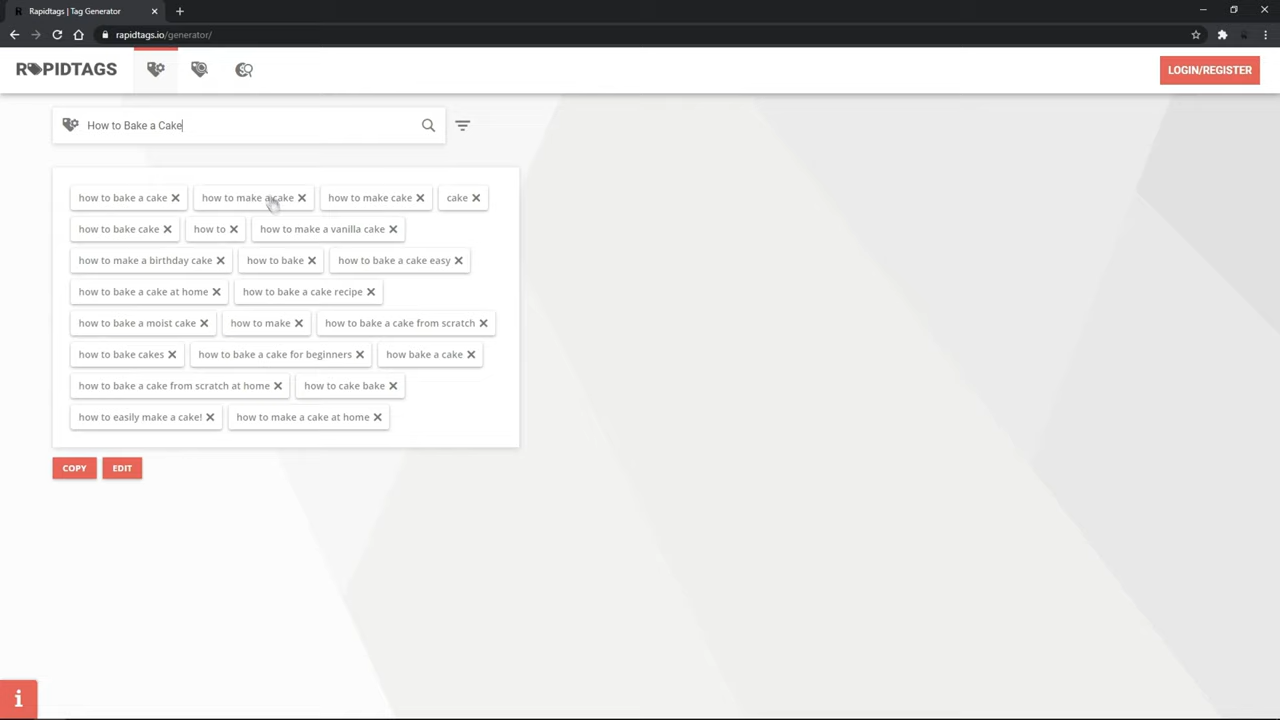 Rapidtags | Tag Generator
rapidtags.io/generator/
RAPIDTAGS
LOGIN/REGISTER
How to Bake a Cake
how to bake a cake how to make a cake how to make cake cake
how to bake cake how to how to make a vanilla cake
how to make a birthday cake how to bake how to bake a cake easy
how to bake a cake at home how to bake a cake recipe
how to bake a moist cake how to make how to bake a cake from scratch
how to bake cakes how to bake a cake for beginners how bake a cake
how to bake a cake from scratch at home how to cake bake
how to easily make a cake! how to make a cake at home
COPY EDIT
i